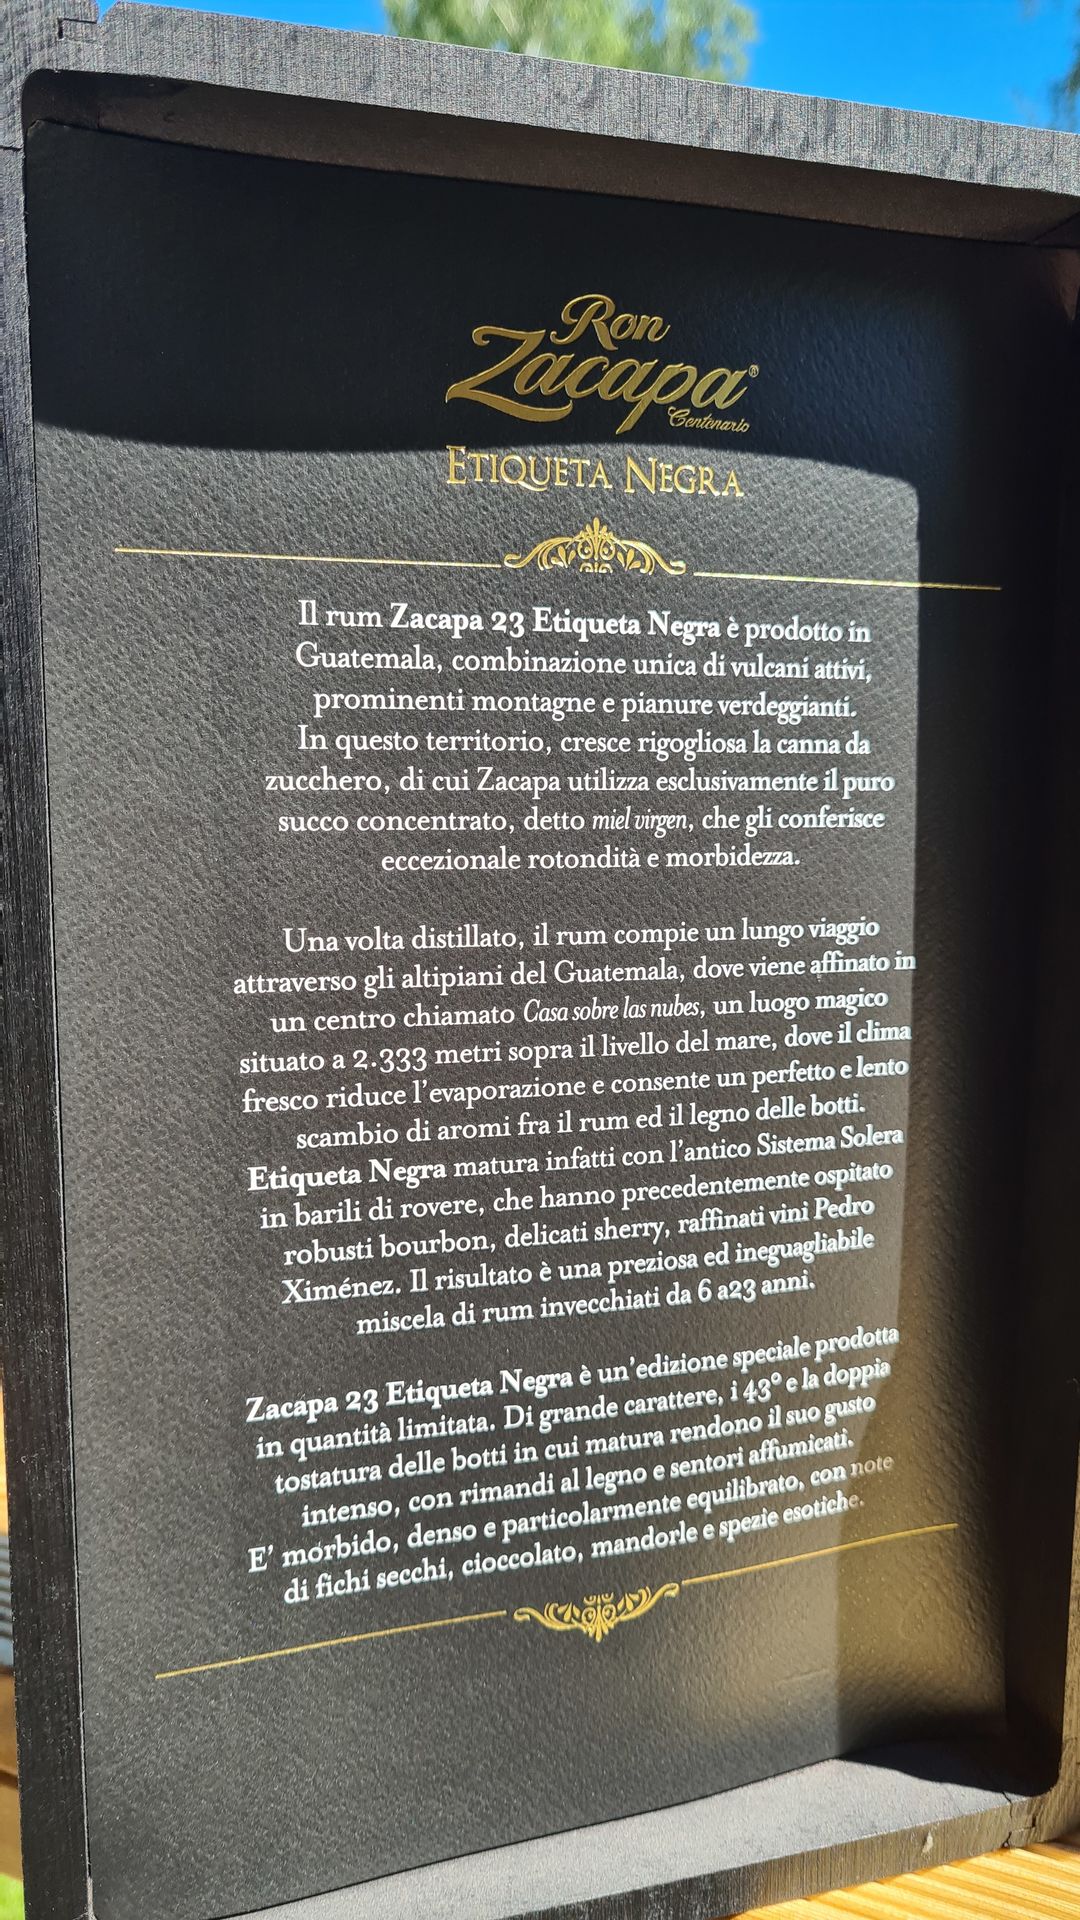 Ron
Zacapa®
Centenario
ETIQUETA NEGRA
Il rum Zacapa 23 Etiqueta Negra è prodotto in
Guatemala, combinazione unica di vulcani attivi,
prominenti montagne e pianure verdeggianti.
In questo territorio, cresce rigogliosa la canna da
zucchero, di cui Zacapa utilizza esclusivamente il puro
succo concentrato, detto miel virgen, che gli conferisce
eccezionale rotondità e morbidezza.
Una volta distillato, il rum compie un lungo viaggio
attraverso gli altipiani del Guatemala, dove viene affinato in
un centro chiamato Casa sobre las nubes, un luogo magico
situato a 2.333 metri sopra il livello del mare, dove il clima
fresco riduce l'evaporazione e consente un perfetto e lento
scambio di aromi fra il rum ed il legno delle botti.
Etiqueta Negra matura infatti con l'antico Sistema Solera
in barili di rovere, che hanno precedentemente ospitato
robusti bourbon, delicati sherry, raffinati vini Pedro
Ximénez. Il risultato è una preziosa ed ineguagliabile
miscela di rum invecchiati da 6 a23 anni.
Zacapa 23 Etiqueta Negra è un'edizione speciale prodotta
in quantità limitata. Di grande carattere, i 43° e la doppia
tostatura delle botti in cui matura rendono il suo gusto
intenso, con rimandi al legno e sentori affumicati.
E' morbido, denso e particolarmente equilibrato, con note
di fichi secchi, cioccolato, mandorle e spezie esotiche.